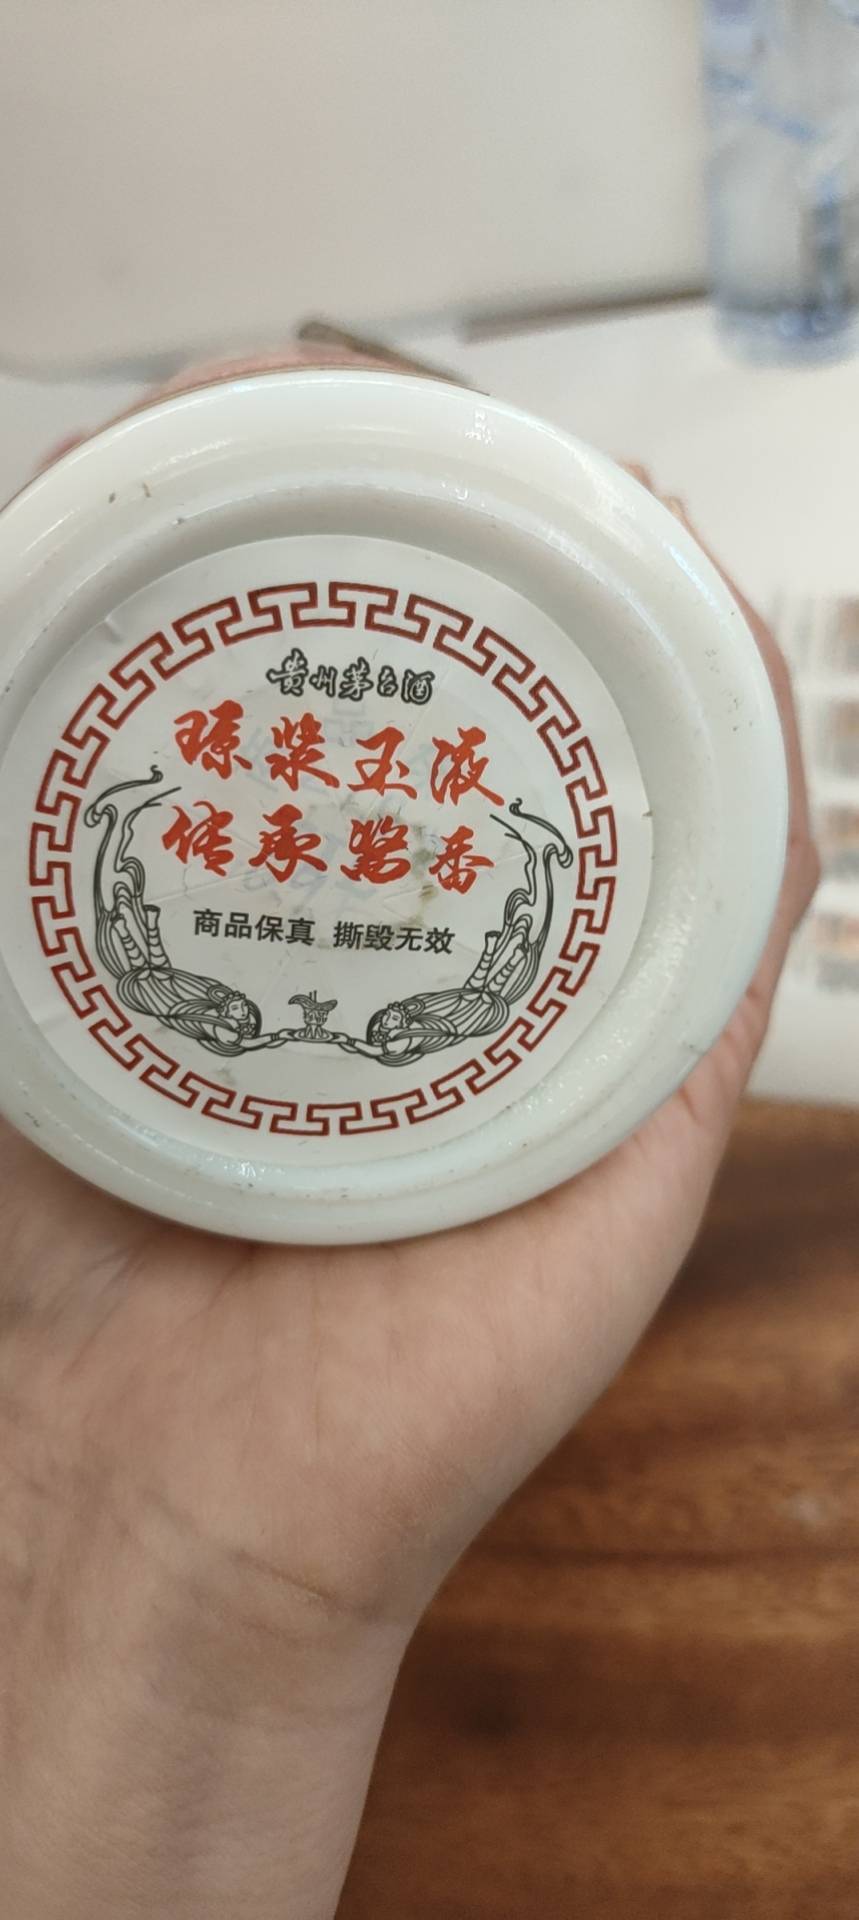 贵州茅台酒
琼浆玉液
传承酱香
商品保真 撕毁无效